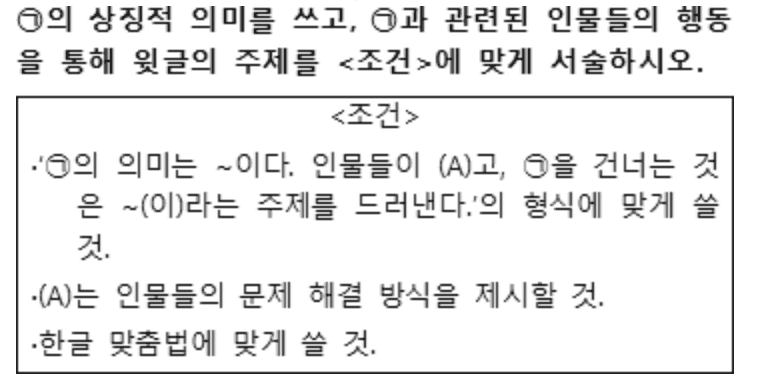 ㉠의 상징적 의미를 쓰고, ㉠과 관련된 인물들의 행동
을 통해 윗글의 주제를 <조건>에 맞게 서술하시오.
<조건>
·'㉠의 의미는 ~이다. 인물들이 (A)고, ㉠을 건너는 것
은 ~(이)라는 주제를 드러낸다.'의 형식에 맞게 쓸
것.
·(A)는 인물들의 문제 해결 방식을 제시할 것.
·한글 맞춤법에 맞게 쓸 것.